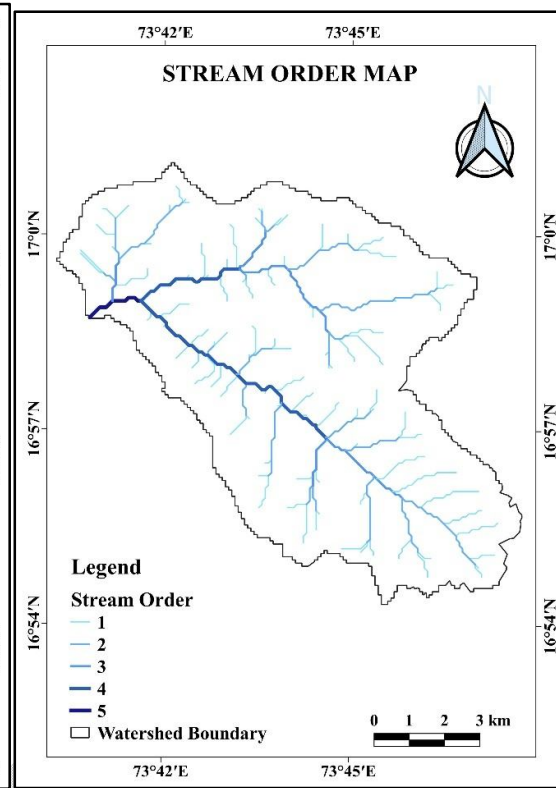 73°42′E 73°45′E
STREAM ORDER MAP
N
17°0′N 17°0′N
16°57′N 16°57′N
16°54′N 16°54′N
Legend
Stream Order
1
2
3
4
5
Watershed Boundary
0 1 2 3 km
73°42′E 73°45′E